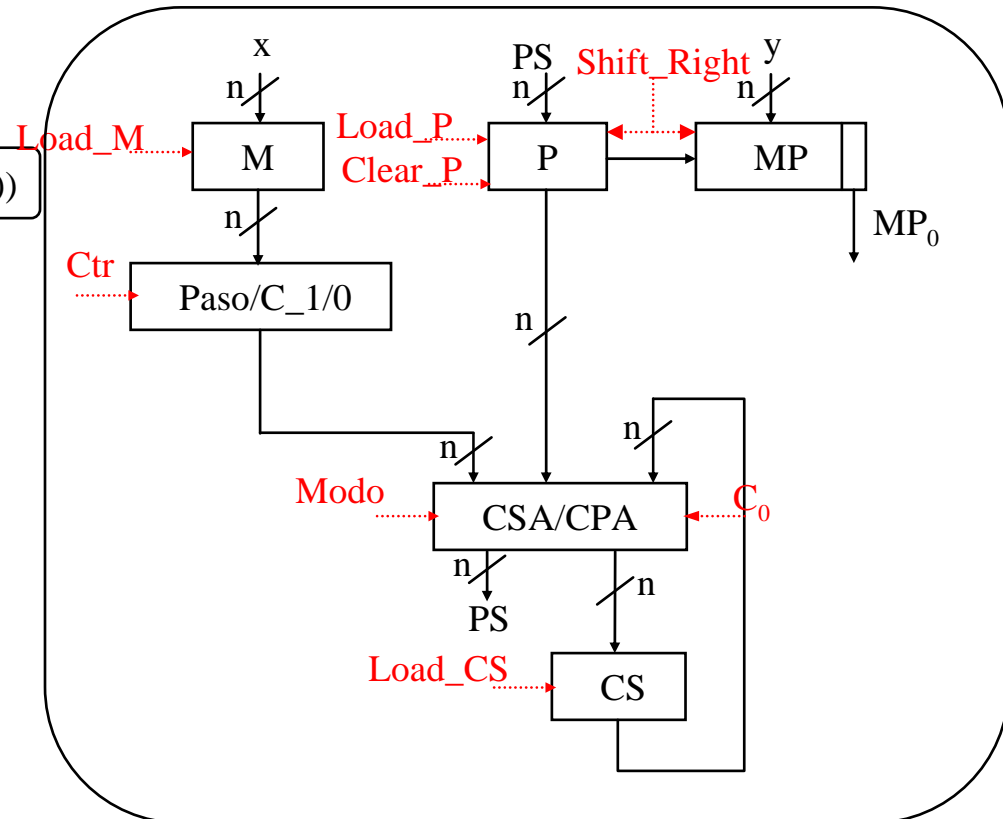 x
PS
Shift_Right
y
n
n
n
Load_M
M
Load_P
Clear_P
P
MP
))
n
MP0
Ctr
Paso/C_1/0
n
n
n
Modo
CSA/CPA
C0
n
n
PS
Load_CS
CS